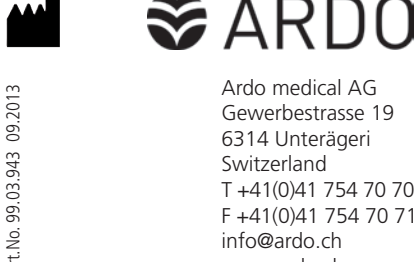 ARDO
Ardo medical AG
Gewerbestrasse 19
6314 Unterägeri
Switzerland
T +41(0)41 754 70 70
F +41(0)41 754 70 71
info@ardo.ch
rt.No. 99.03.943 09.2013